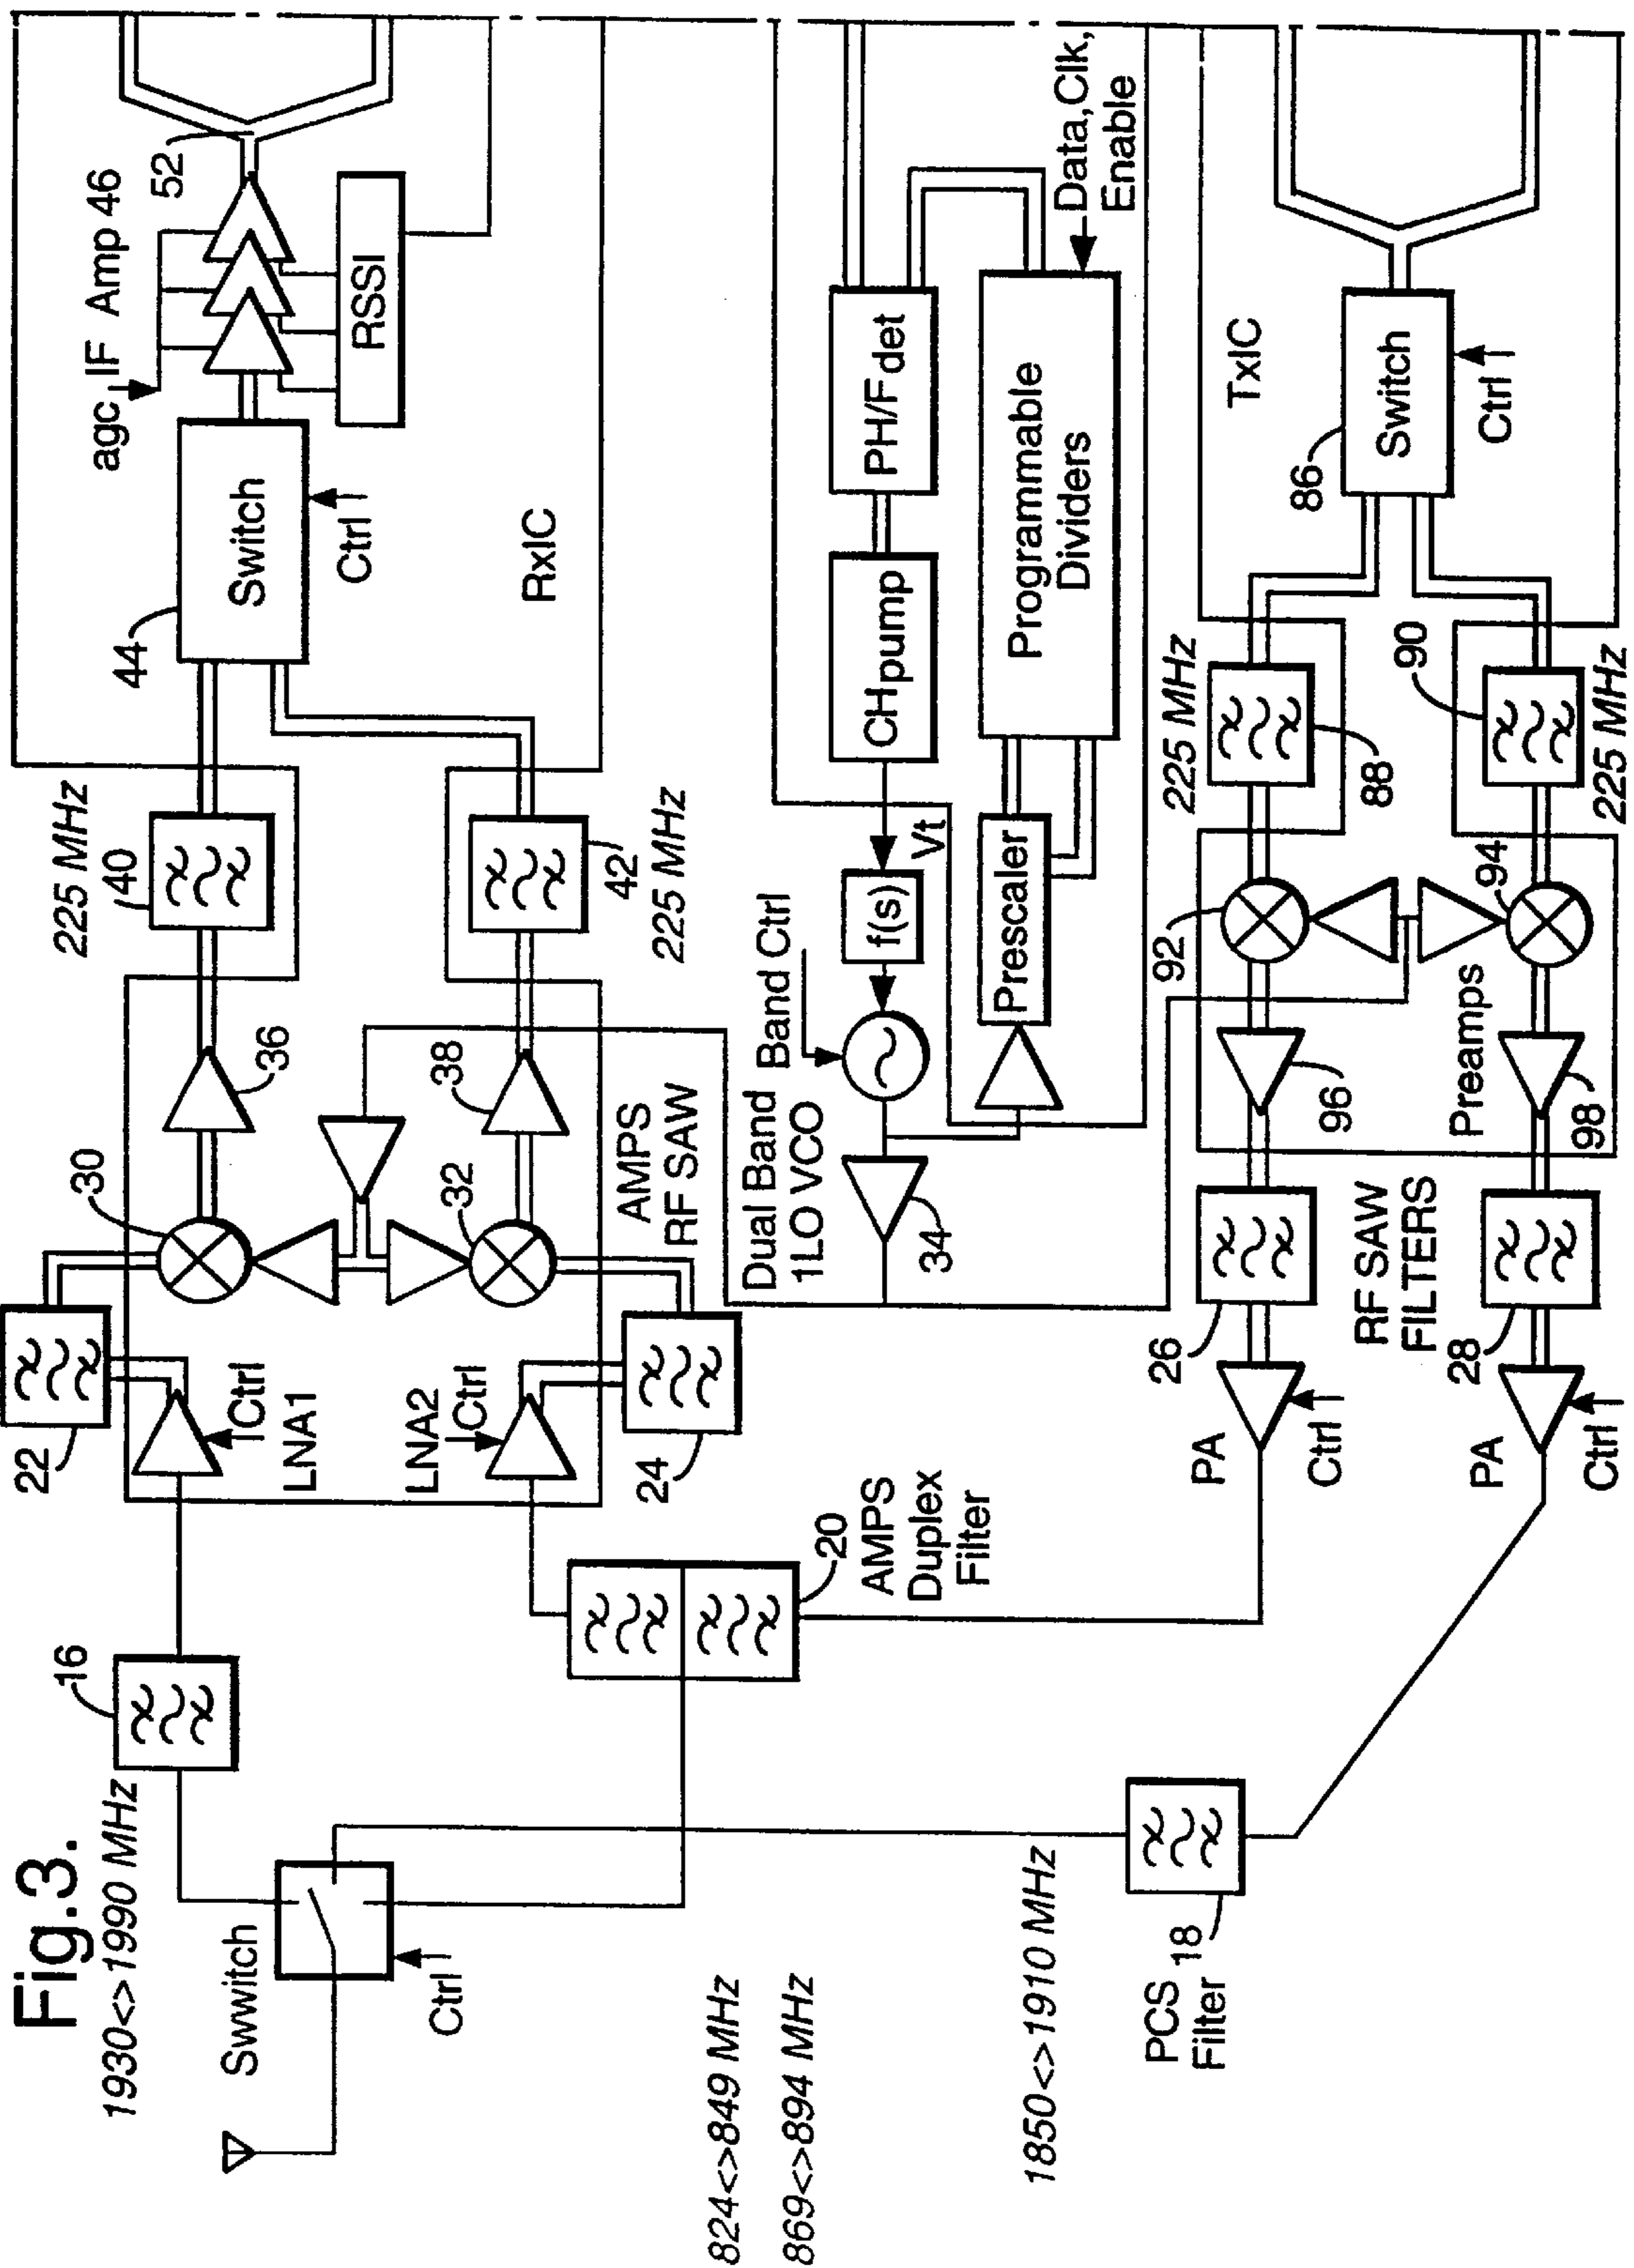 Fig.3.
1930<>1990 MHz
16
22
30
36
225 MHz
40
44
Switch
Ctrl
agc
IF Amp 46
52
RSSI
RxIC
Swwitch
Ctrl
Ctrl
LNA1
LNA2
Ctrl
24
32
38
AMPS
RF SAW
42
225 MHz
824<>849 MHz
869<>894 MHz
20
AMPS
Duplex
Filter
Dual Band
1LO VCO
Band Ctrl
34
f(s)
Vt
CHpump
PH/Fdet
Prescaler
Programmable
Dividers
Data,Clk,
Enable
1850<>1910 MHz
PCS
Filter
18
PA
Ctrl
26
96
92
225 MHz
88
86
Switch
Ctrl
TxIC
RF SAW
FILTERS
Preamps
PA
Ctrl
28
98
94
90
225 MHz